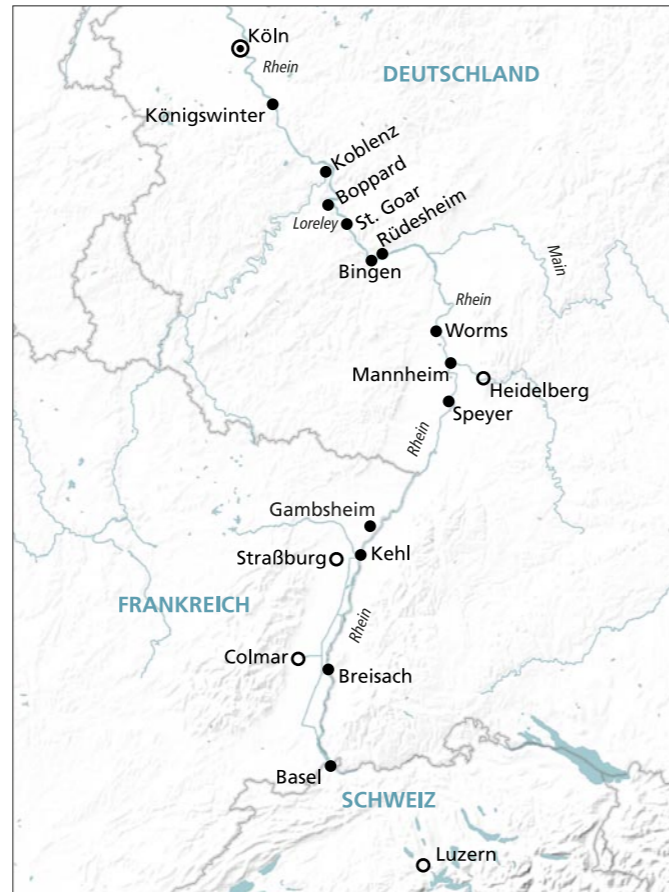 Köln
Rhein
DEUTSCHLAND
Königswinter
Koblenz
Boppard
Loreley
St. Goar
Rüdesheim
Bingen
Main
Rhein
Worms
Mannheim
Heidelberg
Speyer
Rhein
Gambsheim
Straßburg
Kehl
FRANKREICH
Rhein
Colmar
Breisach
Basel
SCHWEIZ
Luzern